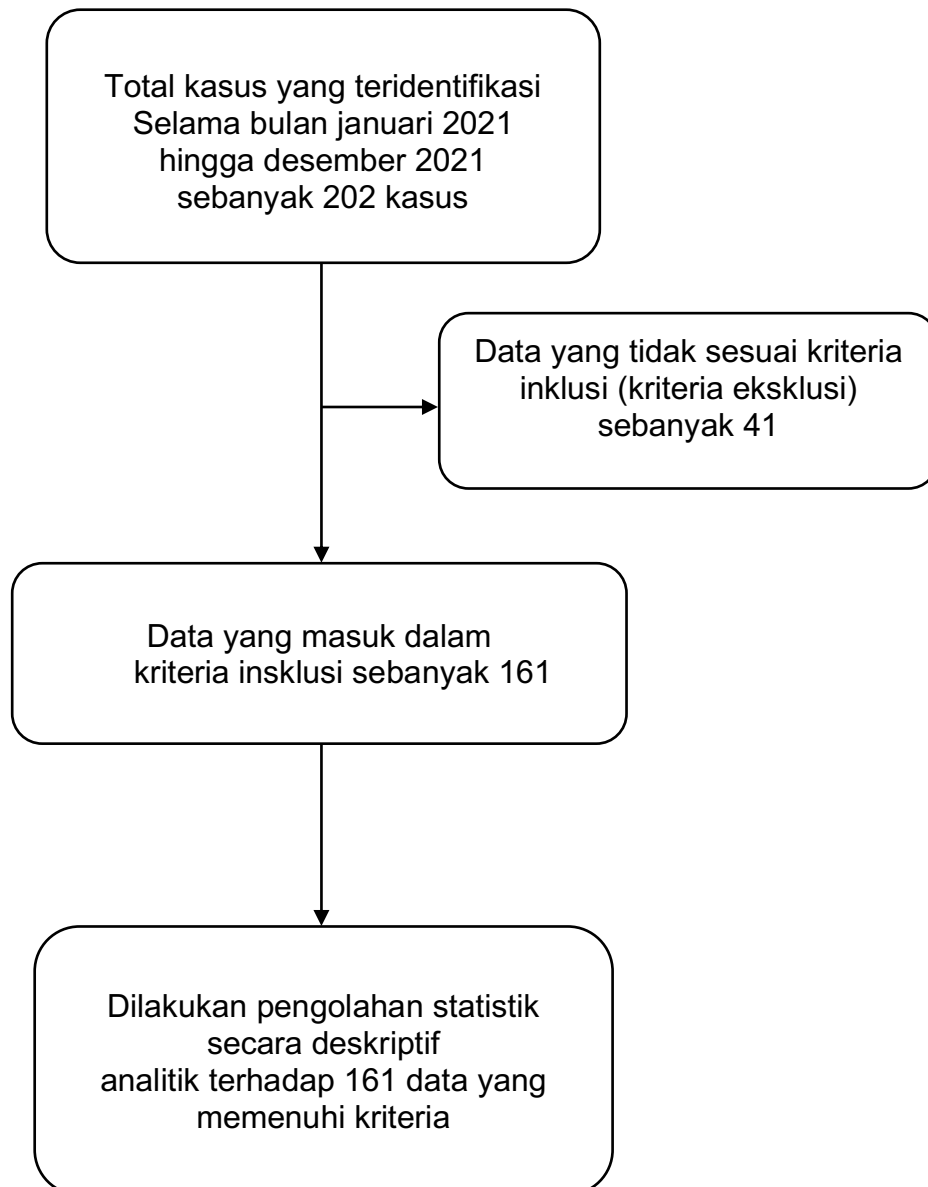 Total kasus yang teridentifikasi
Selama bulan januari 2021
hingga desember 2021
sebanyak 202 kasus
Data yang tidak sesuai kriteria
inklusi (kriteria eksklusi)
sebanyak 41
Data yang masuk dalam
kriteria insklusi sebanyak 161
Dilakukan pengolahan statistik
secara deskriptif
analitik terhadap 161 data yang
memenuhi kriteria